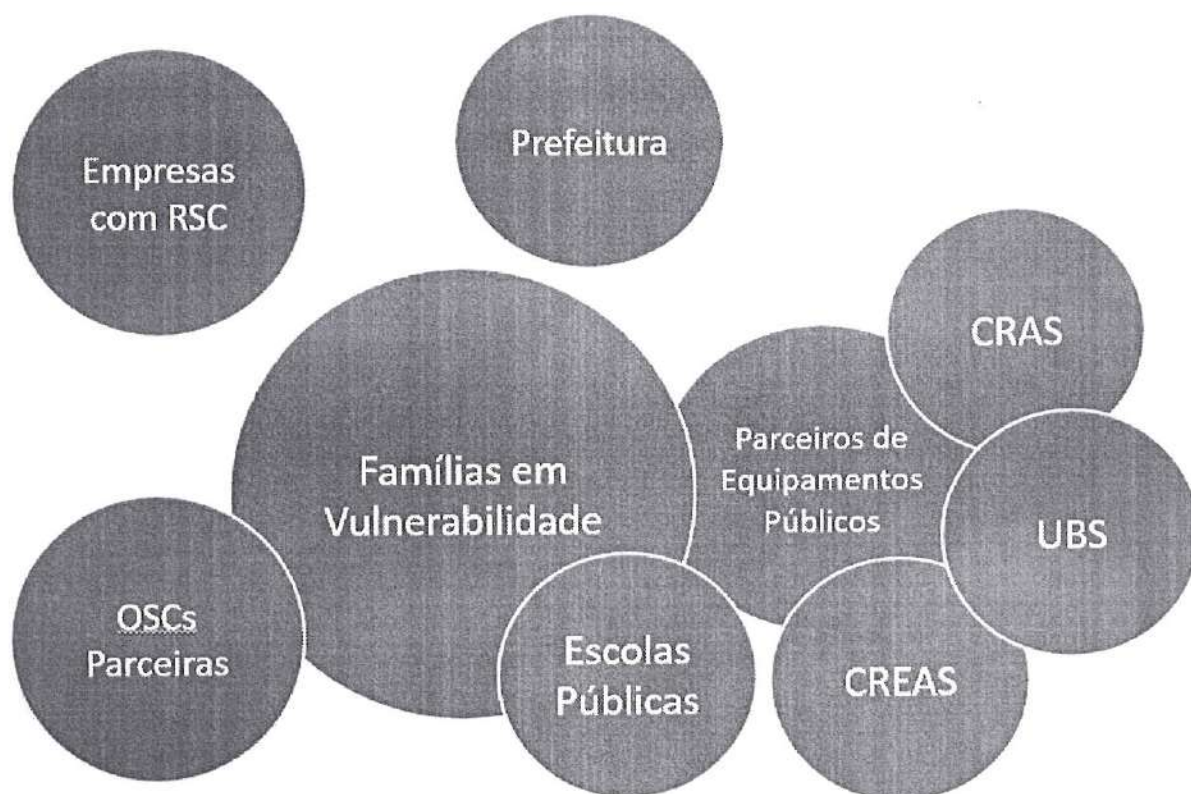 Empresas
com RSC
Prefeitura
CRAS
Famílias em
Vulnerabilidade
Parceiros de
Equipamentos
Públicos
UBS
OSCs
Parceiras
Escolas
Públicas
CREAS